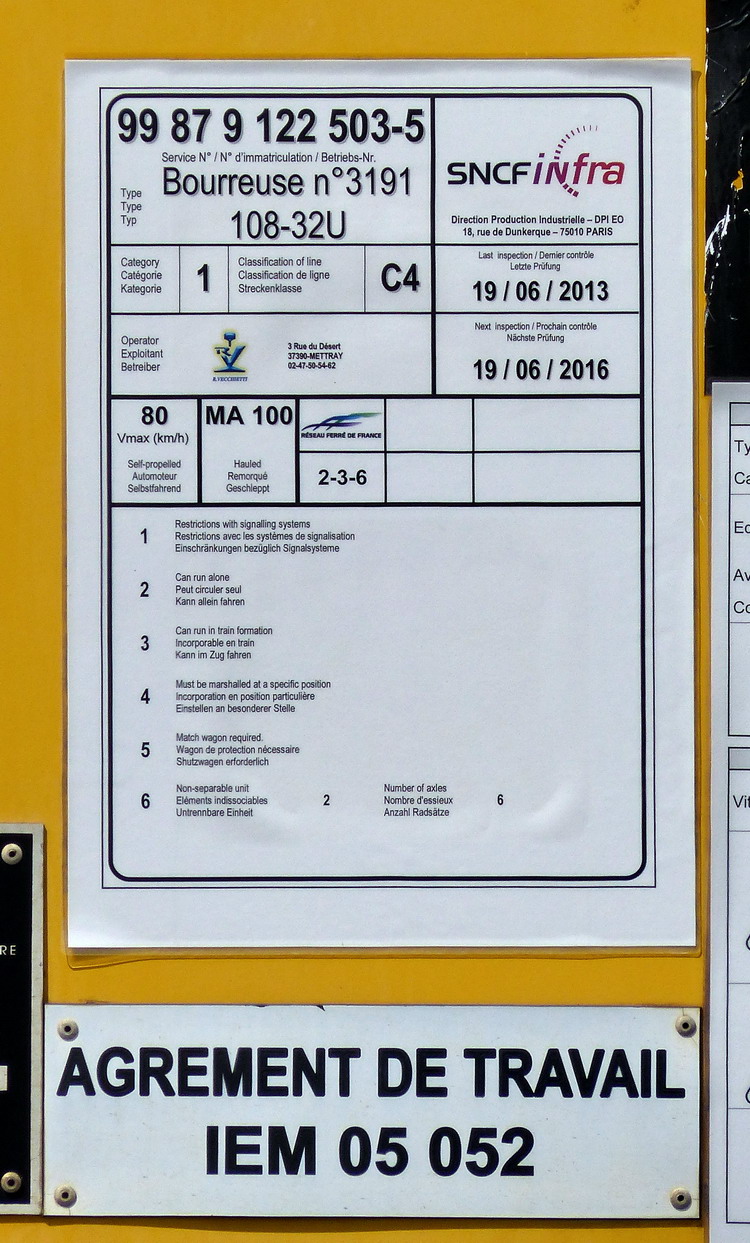 99 87 9 122 503-5
Service N° / N° d'immatriculation / Betriebs-Nr.
Type
Type
Typ
Bourreuse n°3191
108-32U
SNCF infra
Direction Production Industrielle – DPI EO
18, rue de Dunkerque – 75010 PARIS
Category
Catégorie
Kategorie
1
Classification of line
Classification de ligne
Streckenklasse
C4
Last inspection / Dernier contrôle
Letzte Prüfung
19 / 06 / 2013
Operator
Exploitant
Betreiber
R.VECCHIETTI
3 Rue du Désert
37390-METTRAY
02-47-50-54-62
Next inspection / Prochain contrôle
Nächste Prüfung
19 / 06 / 2016
80
Vmax (km/h)
Self-propelled
Automoteur
Selbstfahrend
MA 100
Hauled
Remorqué
Geschleppt
RÉSEAU FERRÉ DE FRANCE
2-3-6
1
Restrictions with signalling systems
Restrictions avec les systèmes de signalisation
Einschränkungen bezüglich Signalsysteme
2
Can run alone
Peut circuler seul
Kann allein fahren
3
Can run in train formation
Incorporable en train
Kann im Zug fahren
4
Must be marshalled at a specific position
Incorporation en position particulière
Einstellen an besonderer Stelle
5
Match wagon required.
Wagon de protection nécessaire
Shutzwagen erforderlich
6
Non-separable unit
Eléments indissociables
Untrennbare Einheit
2
Number of axles
Nombre d'essieux
Anzahl Radsätze
6
AGREMENT DE TRAVAIL
IEM 05 052
RE
Ty
Ca
Ec
Av
Co
Vit